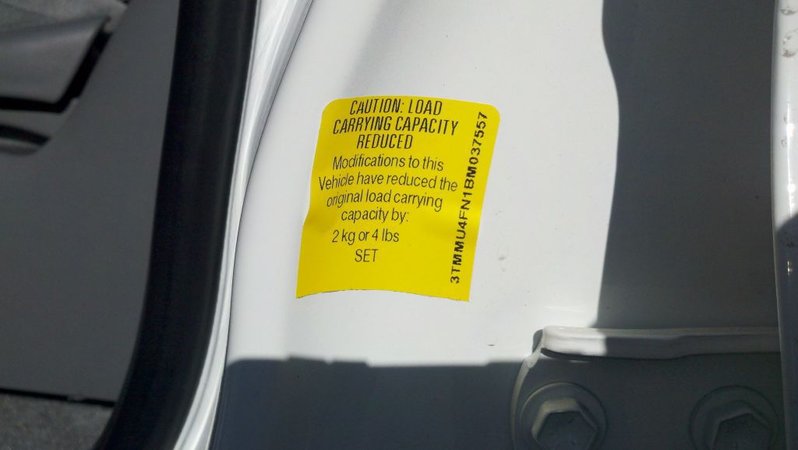 CAUTION: LOAD
CARRYING CAPACITY
REDUCED
Modifications to this
Vehicle have reduced the
original load carrying
capacity by:
2 kg or 4 lbs
SET
3TMMU4FN1BM037557